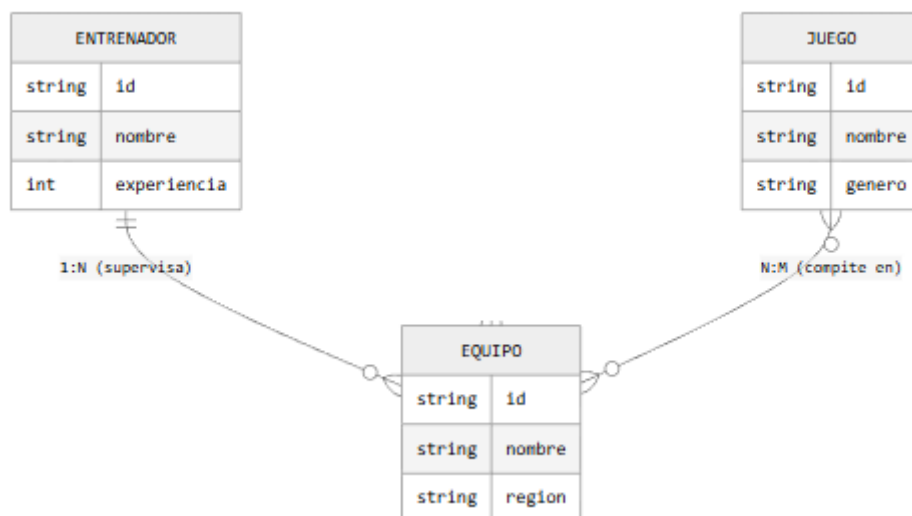 ENTRENADOR
string id
string nombre
int experiencia
JUEGO
string id
string nombre
string genero
1:N (supervisa)
N:M (compite en)
EQUIPO
string id
string nombre
string region